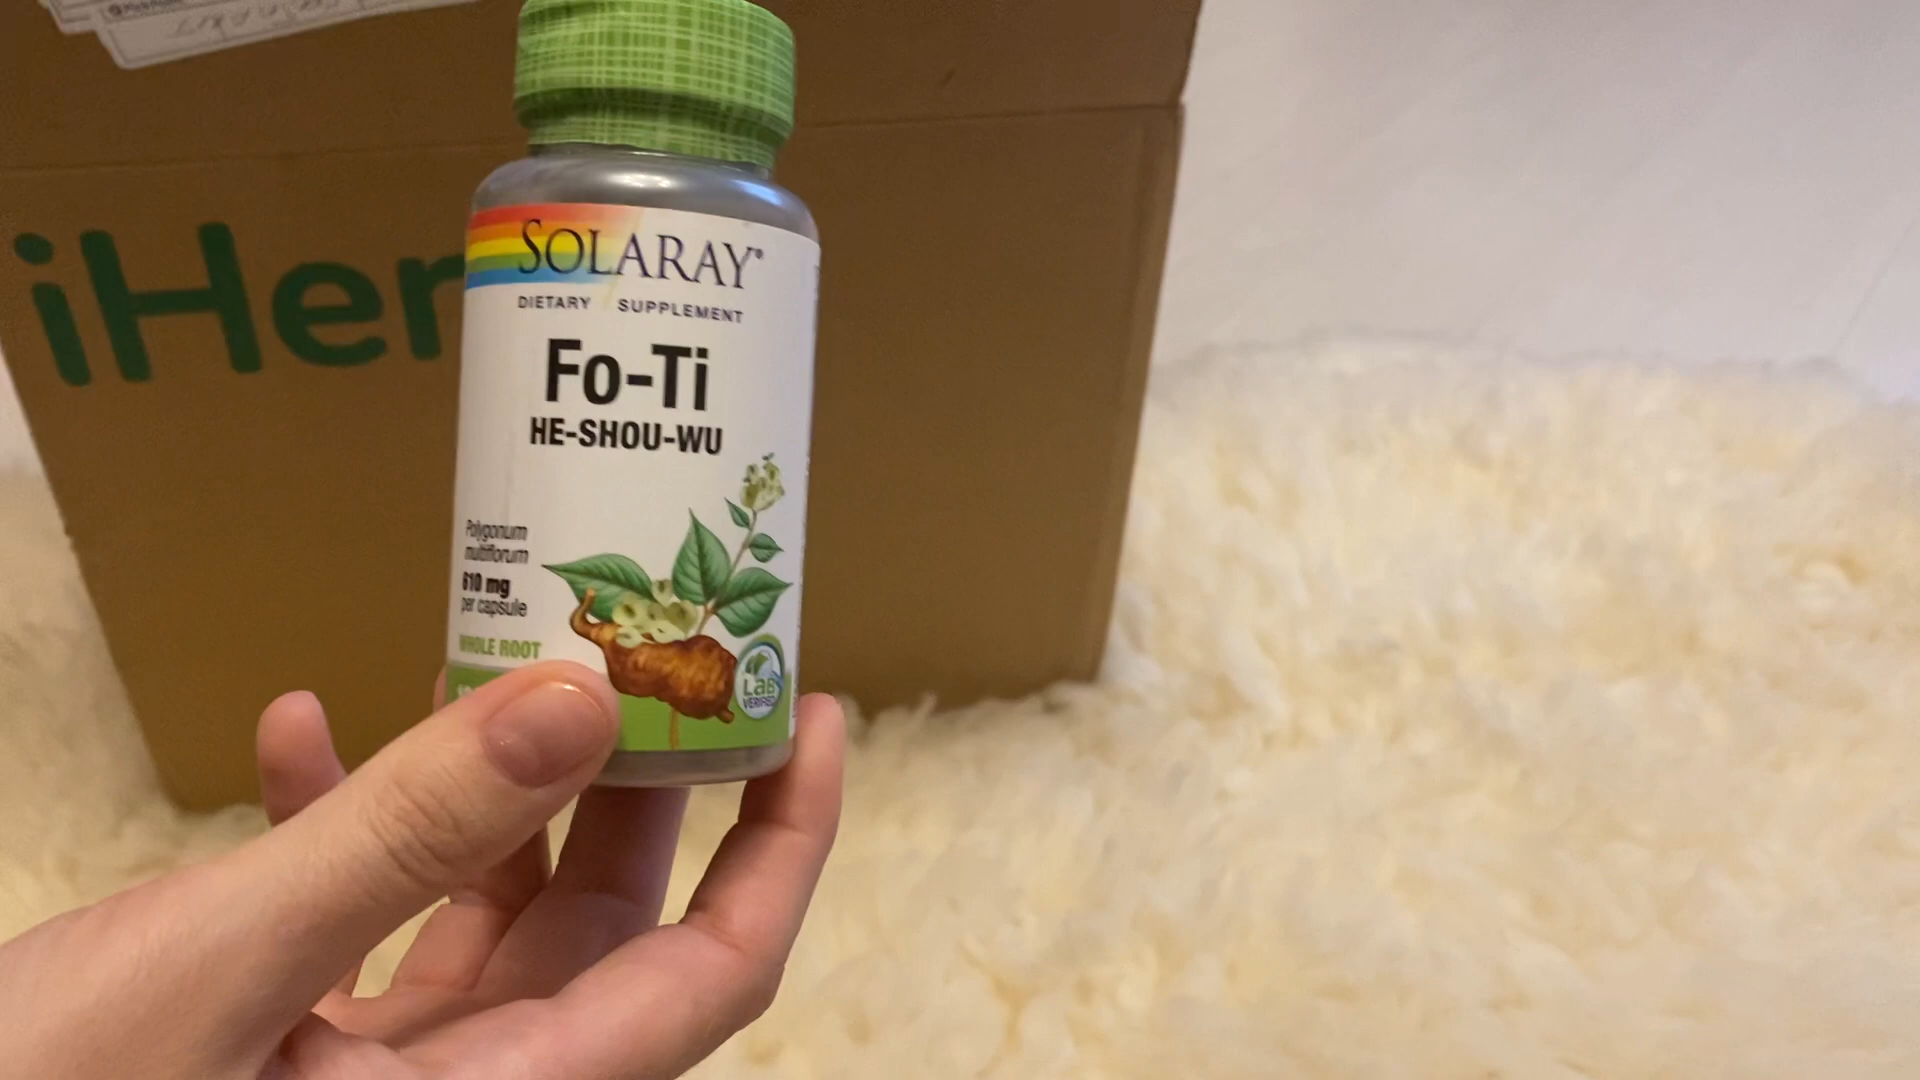 iHer
SOLARAY®
DIETARY SUPPLEMENT
Fo-Ti
HE-SHOU-WU
Polygonum
multiflorum
610 mg
per capsule
WHOLE ROOT
LaB
VERIFIED